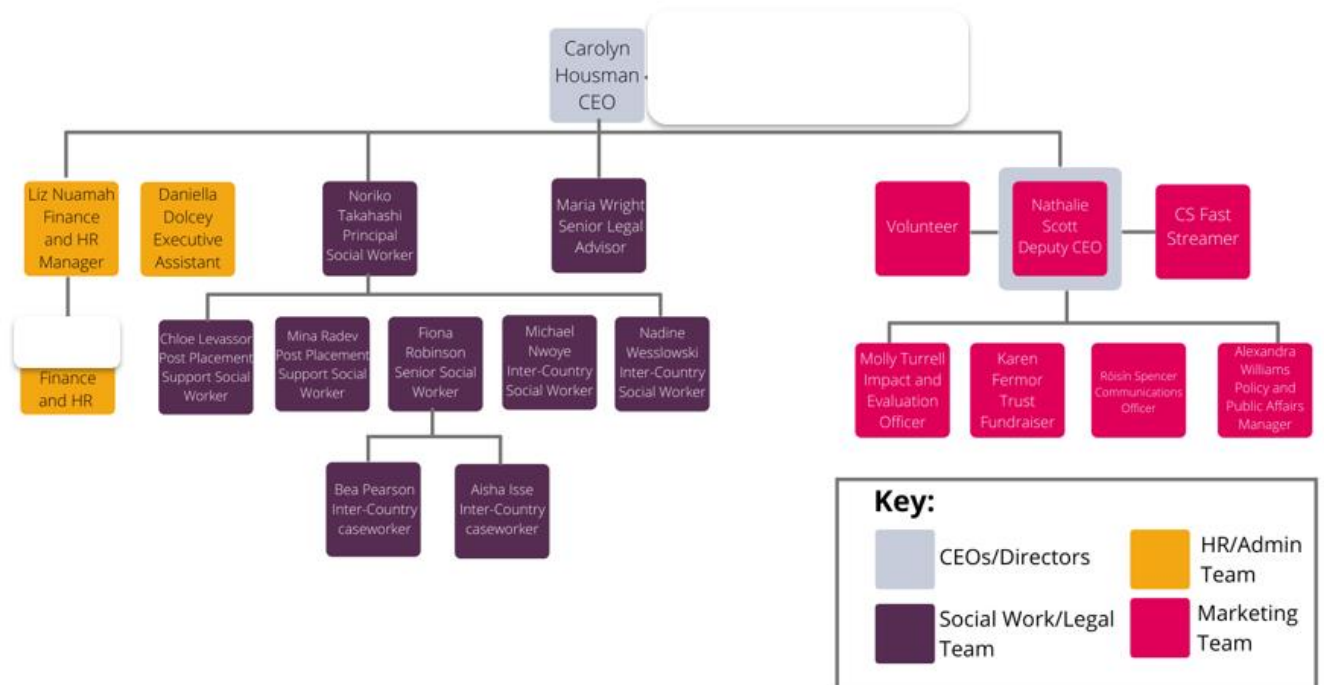 Carolyn
Housman
CEO
Liz Nuamah
Finance
and HR
Manager
Daniella
Dolcey
Executive
Assistant
Noriko
Takahashi
Principal
Social Worker
Maria Wright
Senior Legal
Advisor
Volunteer
Nathalie
Scott
Deputy CEO
CS Fast
Streamer
Finance
and HR
Chloe Levassor
Post Placement
Support Social
Worker
Mina Radev
Post Placement
Support Social
Worker
Fiona
Robinson
Senior Social
Worker
Michael
Nwoye
Inter-Country
Social Worker
Nadine
Wesslowski
Inter-Country
Social Worker
Molly Turrell
Impact and
Evaluation
Officer
Karen
Fermor
Trust
Fundraiser
Róisín Spencer
Communications
Officer
Alexandra
Williams
Policy and
Public Affairs
Manager
Bea Pearson
Inter-Country
caseworker
Aisha Isse
Inter-Country
caseworker
Key:
CEOs/Directors
HR/Admin
Team
Social Work/Legal
Team
Marketing
Team